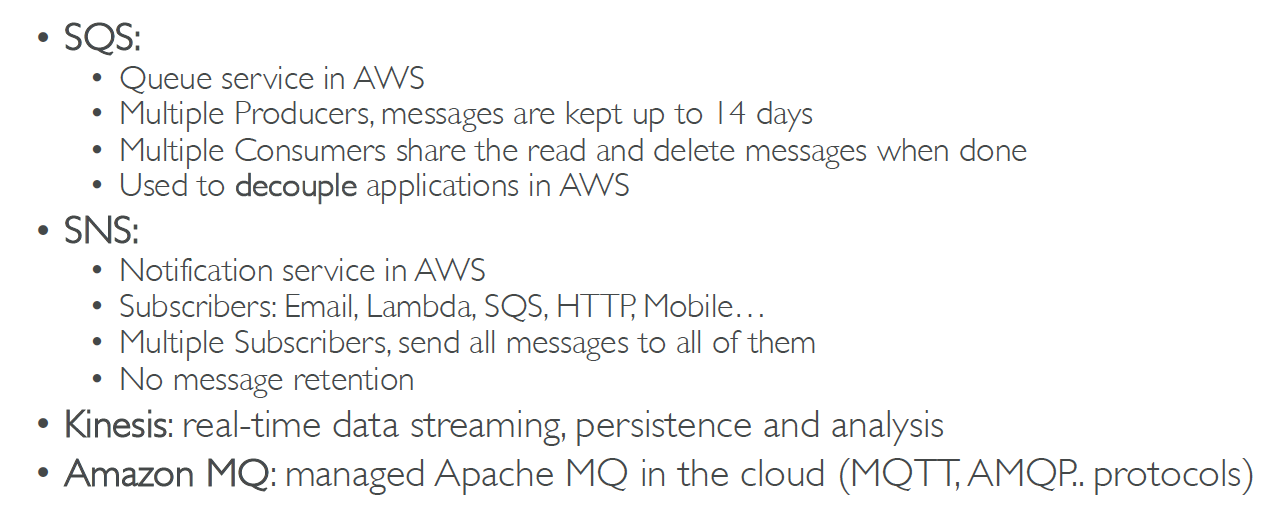 • SQS:
• Queue service in AWS
• Multiple Producers, messages are kept up to 14 days
• Multiple Consumers share the read and delete messages when done
• Used to decouple applications in AWS
• SNS:
• Notification service in AWS
• Subscribers: Email, Lambda, SQS, HTTP, Mobile…
• Multiple Subscribers, send all messages to all of them
• No message retention
• Kinesis: real-time data streaming, persistence and analysis
• Amazon MQ: managed Apache MQ in the cloud (MQTT, AMQP.. protocols)